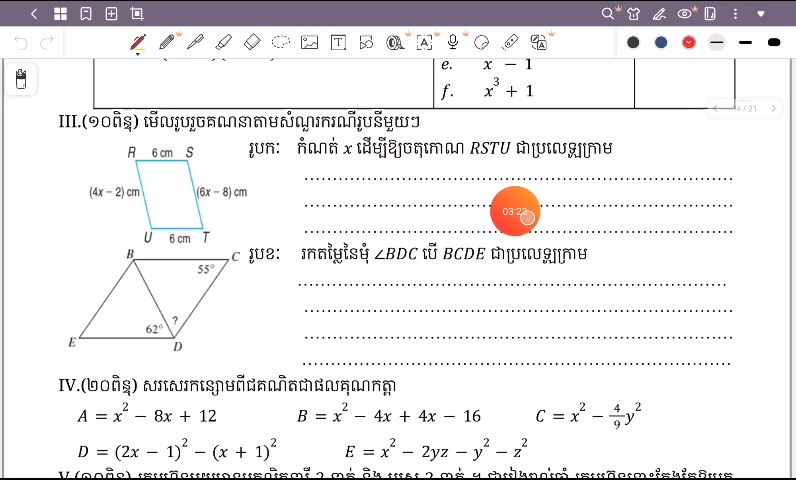 e. x − 1
f. x³ + 1
4/21
III.(១០ពិន្ទុ) មើលរូបរួចគណនាតាមសំណួរករណីរូបនីមួយៗ
R 6 cm S
រូបក: កំណត់ x ដើម្បីឱ្យចតុកោណ RSTU ជាប្រលេឡូក្រាម
(4x − 2) cm (6x − 8) cm
03:23
U 6 cm T
រូបខ: រកតម្លៃនៃមុំ ∠BDC បើ BCDE ជាប្រលេឡូក្រាម
B C
55°
62° ?
E D
IV.(២០ពិន្ទុ) សរសេរកន្សោមពីជគណិតជាផលគុណកត្តា
A = x² − 8x + 12 B = x² − 4x + 4x − 16 C = x² − 4/9 y²
D = (2x − 1)² − (x + 1)² E = x² − 2yz − y² − z²